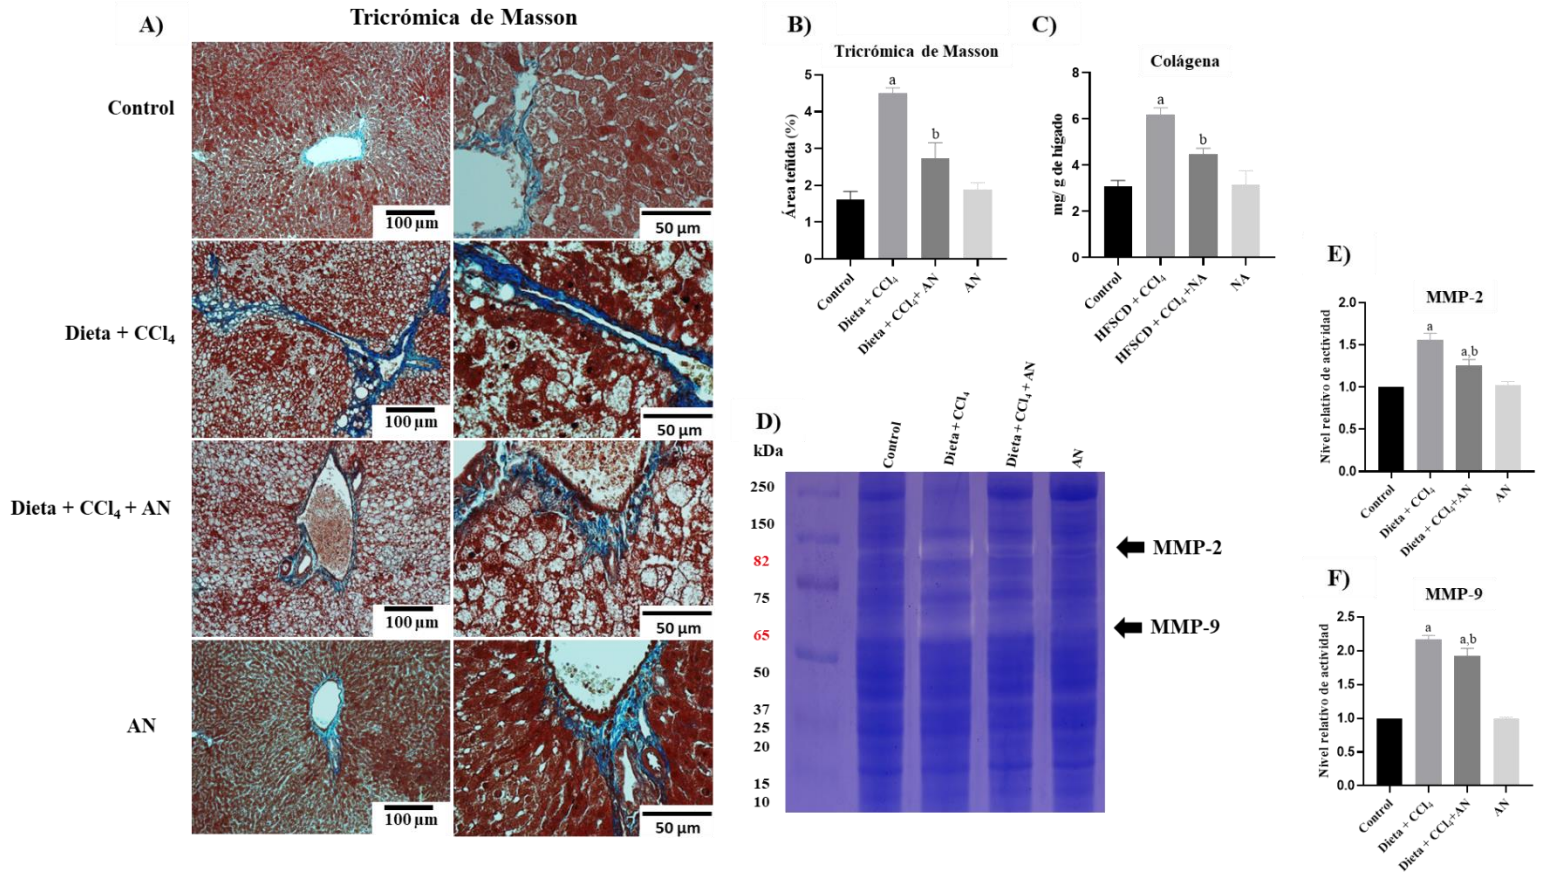 A)
Tricrómica de Masson
Control
100 µm
50 µm
Dieta + CCl₄
100 µm
50 µm
Dieta + CCl₄ + AN
100 µm
50 µm
AN
100 µm
50 µm
B)
Tricrómica de Masson
Área teñida (%)
5
4
3
2
1
0
a
b
Control
Dieta + CCl₄
Dieta + CCl₄ + AN
AN
C)
Colágena
mg/ g de hígado
8
6
4
2
0
a
b
Control
HFSCD + CCl₄
HFSCD + CCl₄ +NA
NA
D)
kDa
Control
Dieta + CCl₄
Dieta + CCl₄ + AN
AN
250
150
82
75
65
50
37
25
20
15
10
MMP-2
MMP-9
E)
MMP-2
Nivel relativo de actividad
2.0
1.5
1.0
0.5
0.0
a
a,b
Control
Dieta + CCl₄
Dieta + CCl₄+AN
AN
F)
MMP-9
Nivel relativo de actividad
2.5
2.0
1.5
1.0
0.5
0.0
a
a,b
Control
Dieta + CCl₄
Dieta + CCl₄+AN
AN